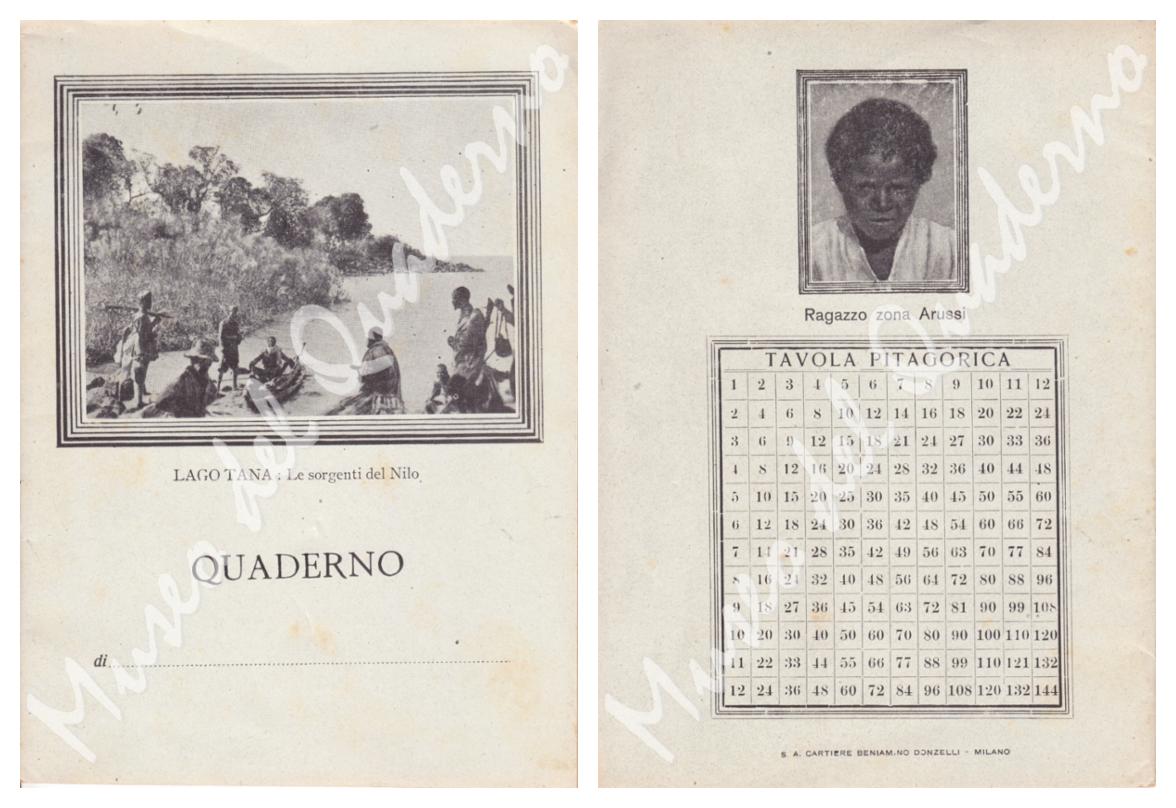 LAGO TANA : Le sorgenti del Nilo
QUADERNO
di
Museo del Quaderno
Ragazzo zona Arussi
TAVOLA PITAGORICA
1 2 3 4 5 6 7 8 9 10 11 12
2 4 6 8 10 12 14 16 18 20 22 24
3 6 9 12 15 18 21 24 27 30 33 36
4 8 12 16 20 24 28 32 36 40 44 48
5 10 15 20 25 30 35 40 45 50 55 60
6 12 18 24 30 36 42 48 54 60 66 72
7 14 21 28 35 42 49 56 63 70 77 84
8 16 24 32 40 48 56 64 72 80 88 96
9 18 27 36 45 54 63 72 81 90 99 108
10 20 30 40 50 60 70 80 90 100 110 120
11 22 33 44 55 66 77 88 99 110 121 132
12 24 36 48 60 72 84 96 108 120 132 144
S. A. CARTIERE BENIAMINO DONZELLI - MILANO
Museo del Quaderno